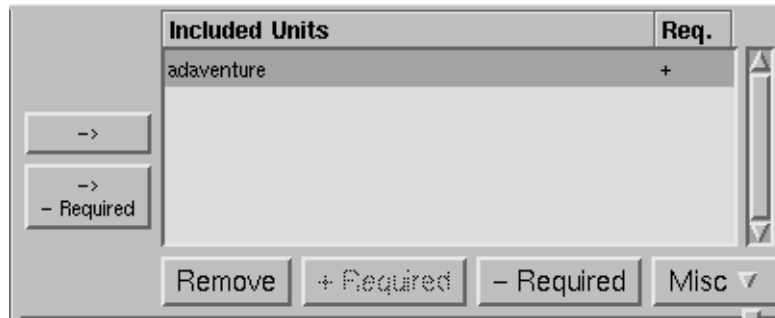 Included Units Req.
adaventure +
->
->
- Required
Remove + Required - Required Misc